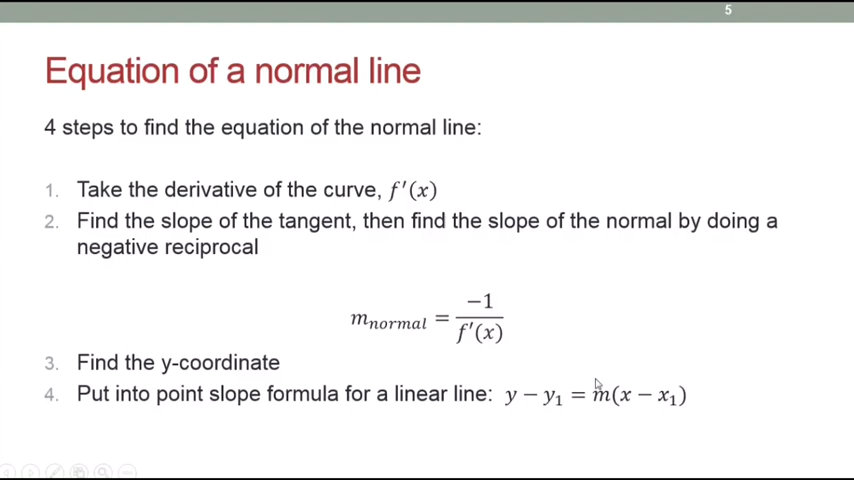 5
Equation of a normal line
4 steps to find the equation of the normal line:
1. Take the derivative of the curve, f′(x)
2. Find the slope of the tangent, then find the slope of the normal by doing a
negative reciprocal
m_normal = −1/f′(x)
3. Find the y-coordinate
4. Put into point slope formula for a linear line: y − y₁ = m(x − x₁)